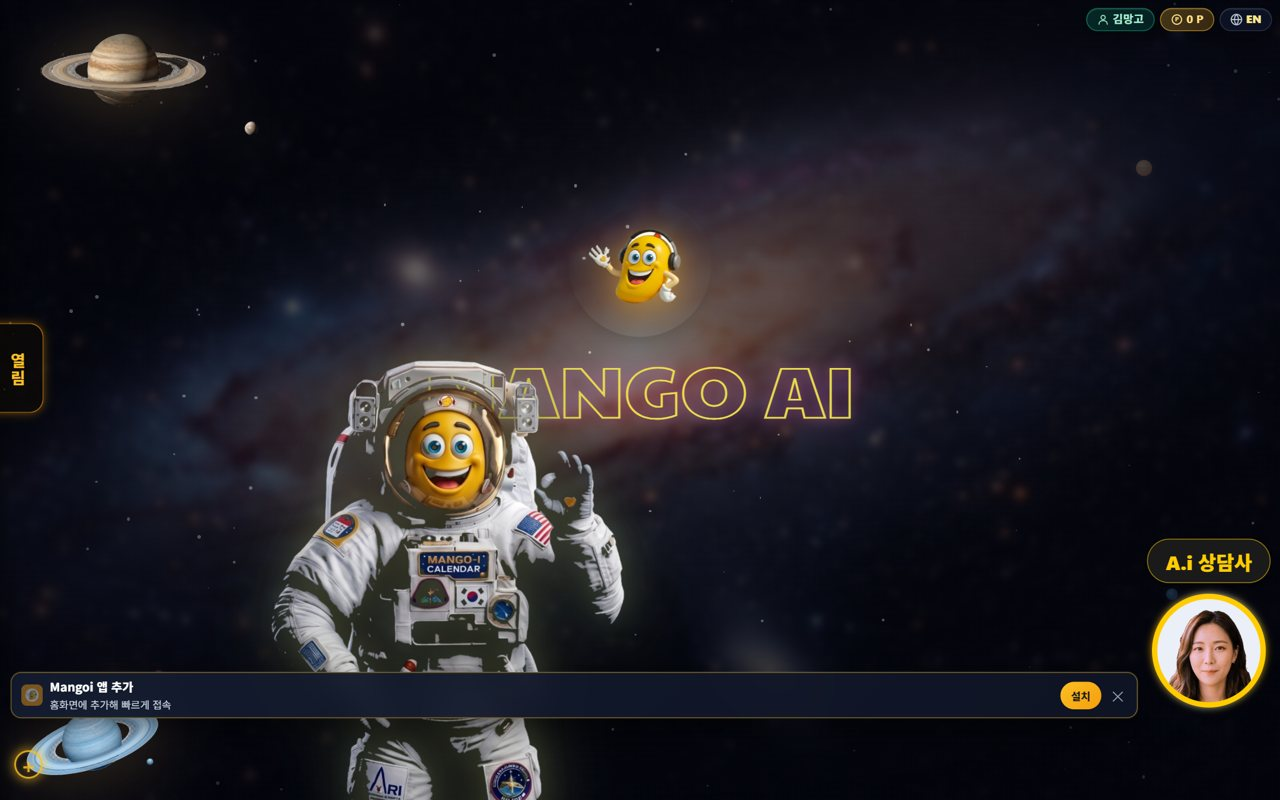 김망고
0 P
EN
열림
ANGO AI
MANGO-I
CALENDAR
A.i 상담사
Mangoi 앱 추가
홈화면에 추가해 빠르게 접속
설치
ARI